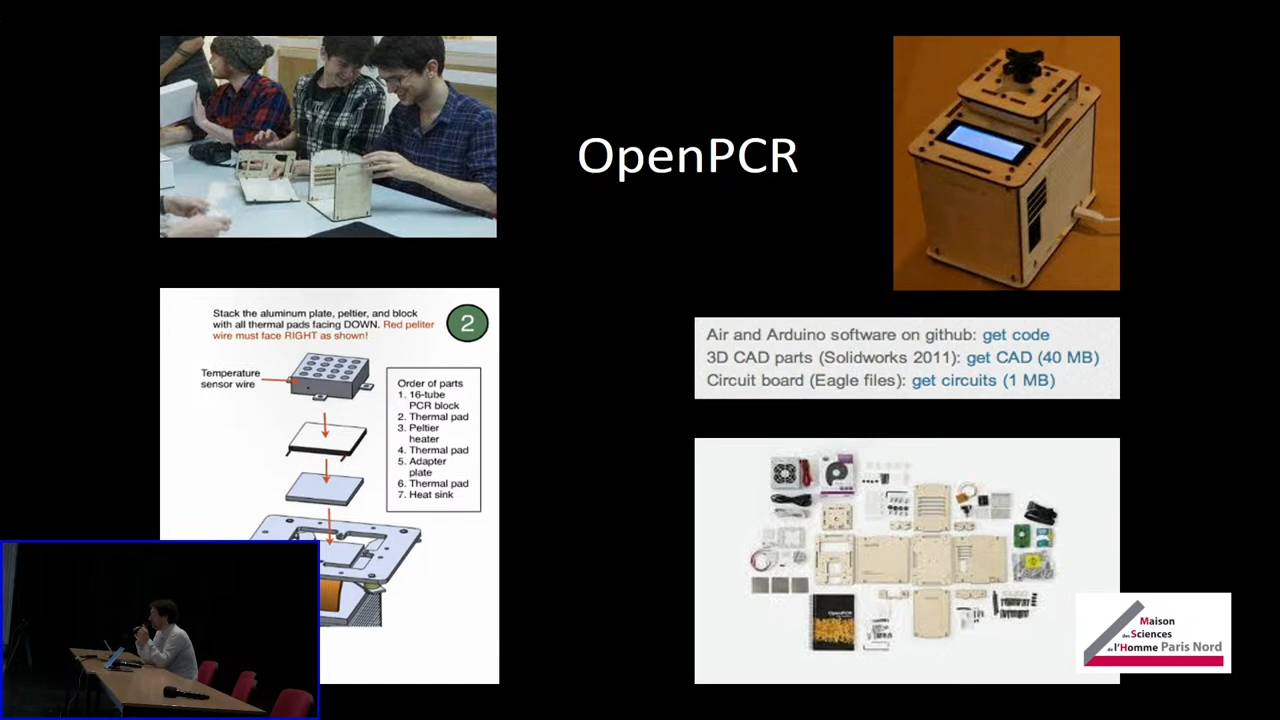 OpenPCR
Stack the aluminum plate, peltier, and block
with all thermal pads facing DOWN. Red peliter
wire must face RIGHT as shown!
2
Temperature
sensor wire
Order of parts
1. 16-tube
PCR block
2. Thermal pad
3. Peltier
heater
4. Thermal pad
5. Adapter
plate
6. Thermal pad
7. Heat sink
Air and Arduino software on github: get code
3D CAD parts (Solidworks 2011): get CAD (40 MB)
Circuit board (Eagle files): get circuits (1 MB)
OpenPCR
Maison
des Sciences
de l'Homme Paris Nord